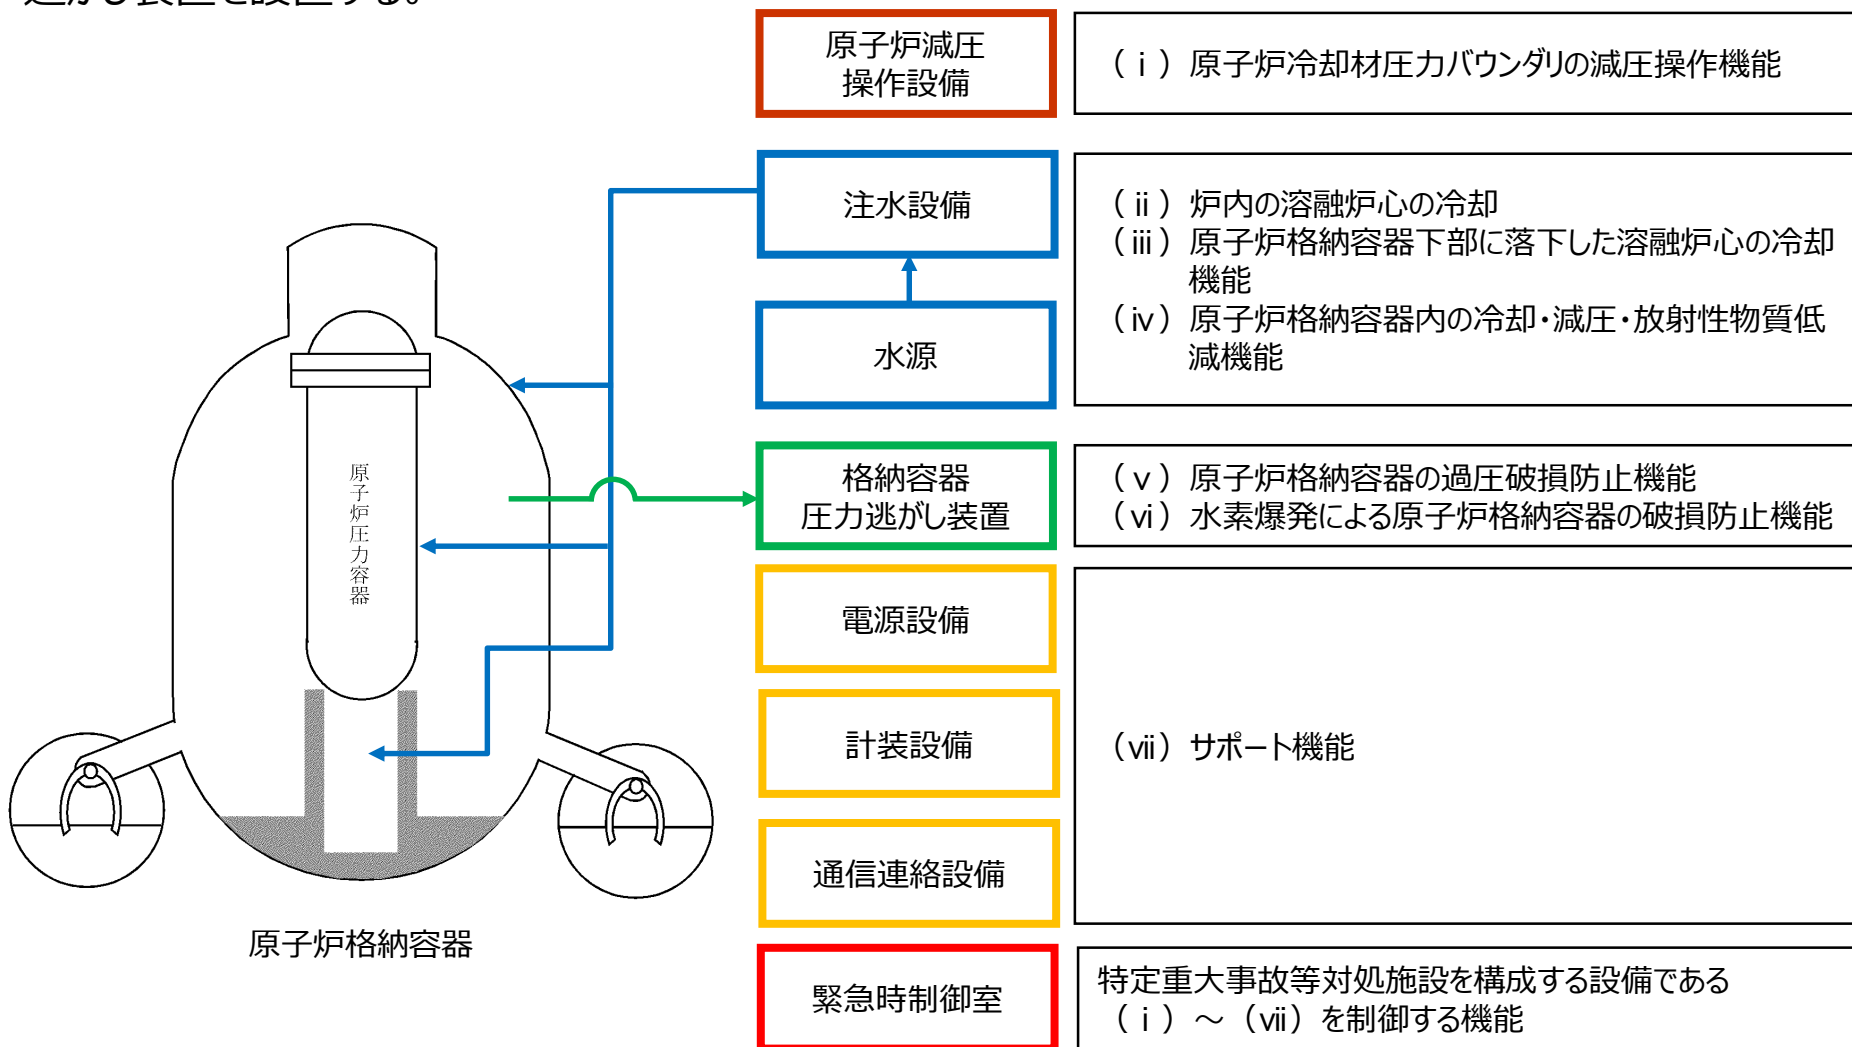 逃がし装置を設置する。
原子炉減圧
操作設備
（ⅰ）原子炉冷却材圧力バウンダリの減圧操作機能
注水設備
（ⅱ）炉内の溶融炉心の冷却
（ⅲ）原子炉格納容器下部に落下した溶融炉心の冷却
機能
（ⅳ）原子炉格納容器内の冷却・減圧・放射性物質低
減機能
水源
格納容器
圧力逃がし装置
（ⅴ）原子炉格納容器の過圧破損防止機能
（ⅵ）水素爆発による原子炉格納容器の破損防止機能
原子炉圧力容器
電源設備
計装設備
（ⅶ）サポート機能
通信連絡設備
原子炉格納容器
緊急時制御室
特定重大事故等対処施設を構成する設備である
（ⅰ）～（ⅶ）を制御する機能